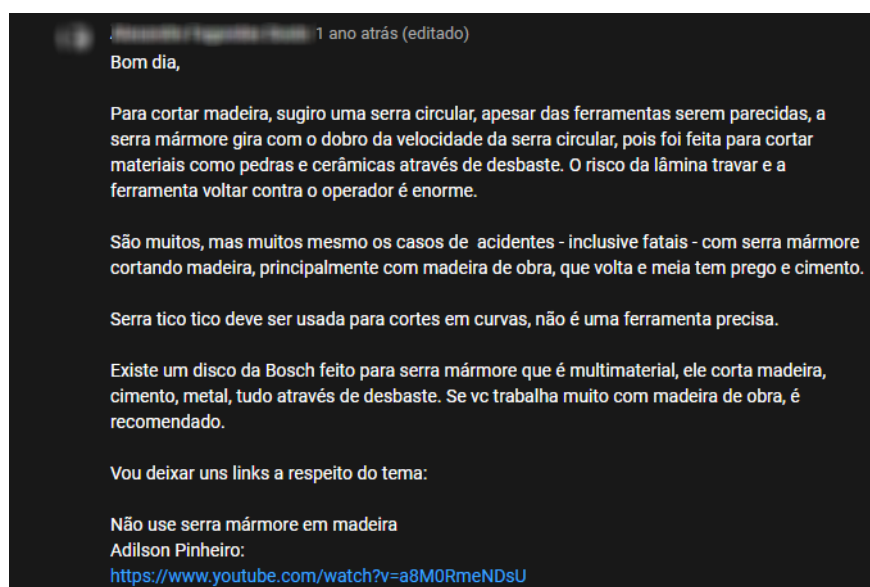 1 ano atrás (editado)
Bom dia,
Para cortar madeira, sugiro uma serra circular, apesar das ferramentas serem parecidas, a
serra mármore gira com o dobro da velocidade da serra circular, pois foi feita para cortar
materiais como pedras e cerâmicas através de desbaste. O risco da lâmina travar e a
ferramenta voltar contra o operador é enorme.
São muitos, mas muitos mesmo os casos de  acidentes - inclusive fatais - com serra mármore
cortando madeira, principalmente com madeira de obra, que volta e meia tem prego e cimento.
Serra tico tico deve ser usada para cortes em curvas, não é uma ferramenta precisa.
Existe um disco da Bosch feito para serra mármore que é multimaterial, ele corta madeira,
cimento, metal, tudo através de desbaste. Se vc trabalha muito com madeira de obra, é
recomendado.
Vou deixar uns links a respeito do tema:
Não use serra mármore em madeira
Adilson Pinheiro:
https://www.youtube.com/watch?v=a8M0RmeNDsU